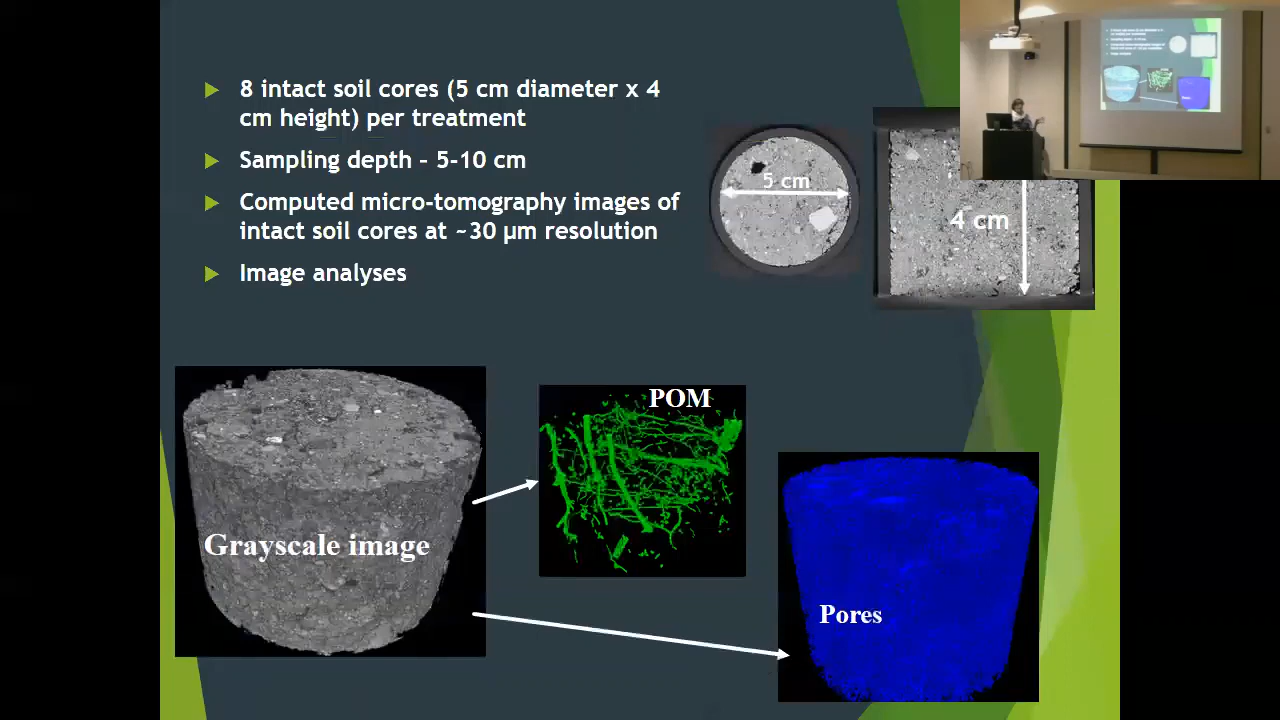 8 intact soil cores (5 cm diameter x 4
cm height) per treatment
Sampling depth – 5-10 cm
Computed micro-tomography images of
intact soil cores at ~30 µm resolution
Image analyses
5 cm
4 cm
POM
Grayscale image
Pores